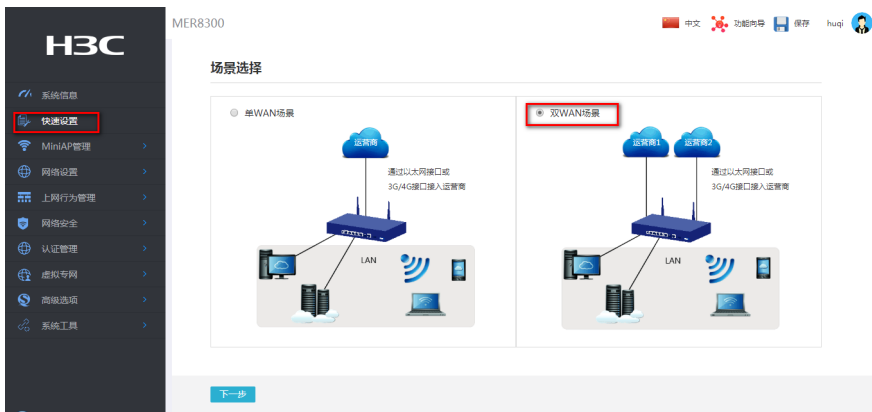 MER8300
中文
功能向导
保存
huqi
H3C
系统信息
快速设置
MiniAP管理
网络设置
上网行为管理
网络安全
认证管理
虚拟专网
高级选项
系统工具
场景选择
单WAN场景
运营商
通过以太网接口或
3G/4G接口接入运营商
LAN
双WAN场景
运营商1
运营商2
通过以太网接口或
3G/4G接口接入运营商
LAN
下一步